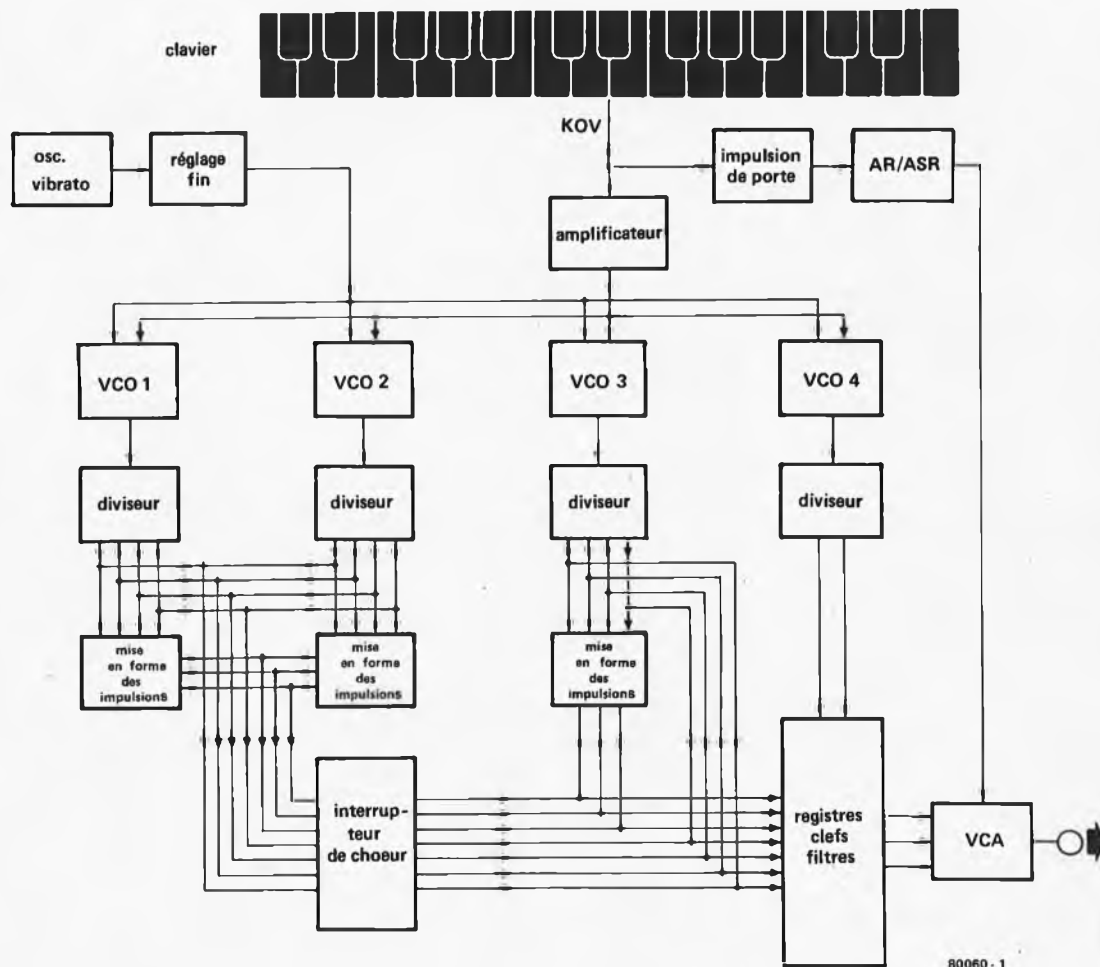 clavier
KOV
osc.
vibrato
réglage
fin
impulsion
de porte
AR/ASR
amplificateur
VCO 1
VCO 2
VCO 3
VCO 4
diviseur
diviseur
diviseur
diviseur
mise
en forme
des
impulsions
mise
en forme
des
impulsions
mise
en forme
des
impulsions
interrup-
teur
de choeur
registres
clefs
filtres
VCA
80060 - 1